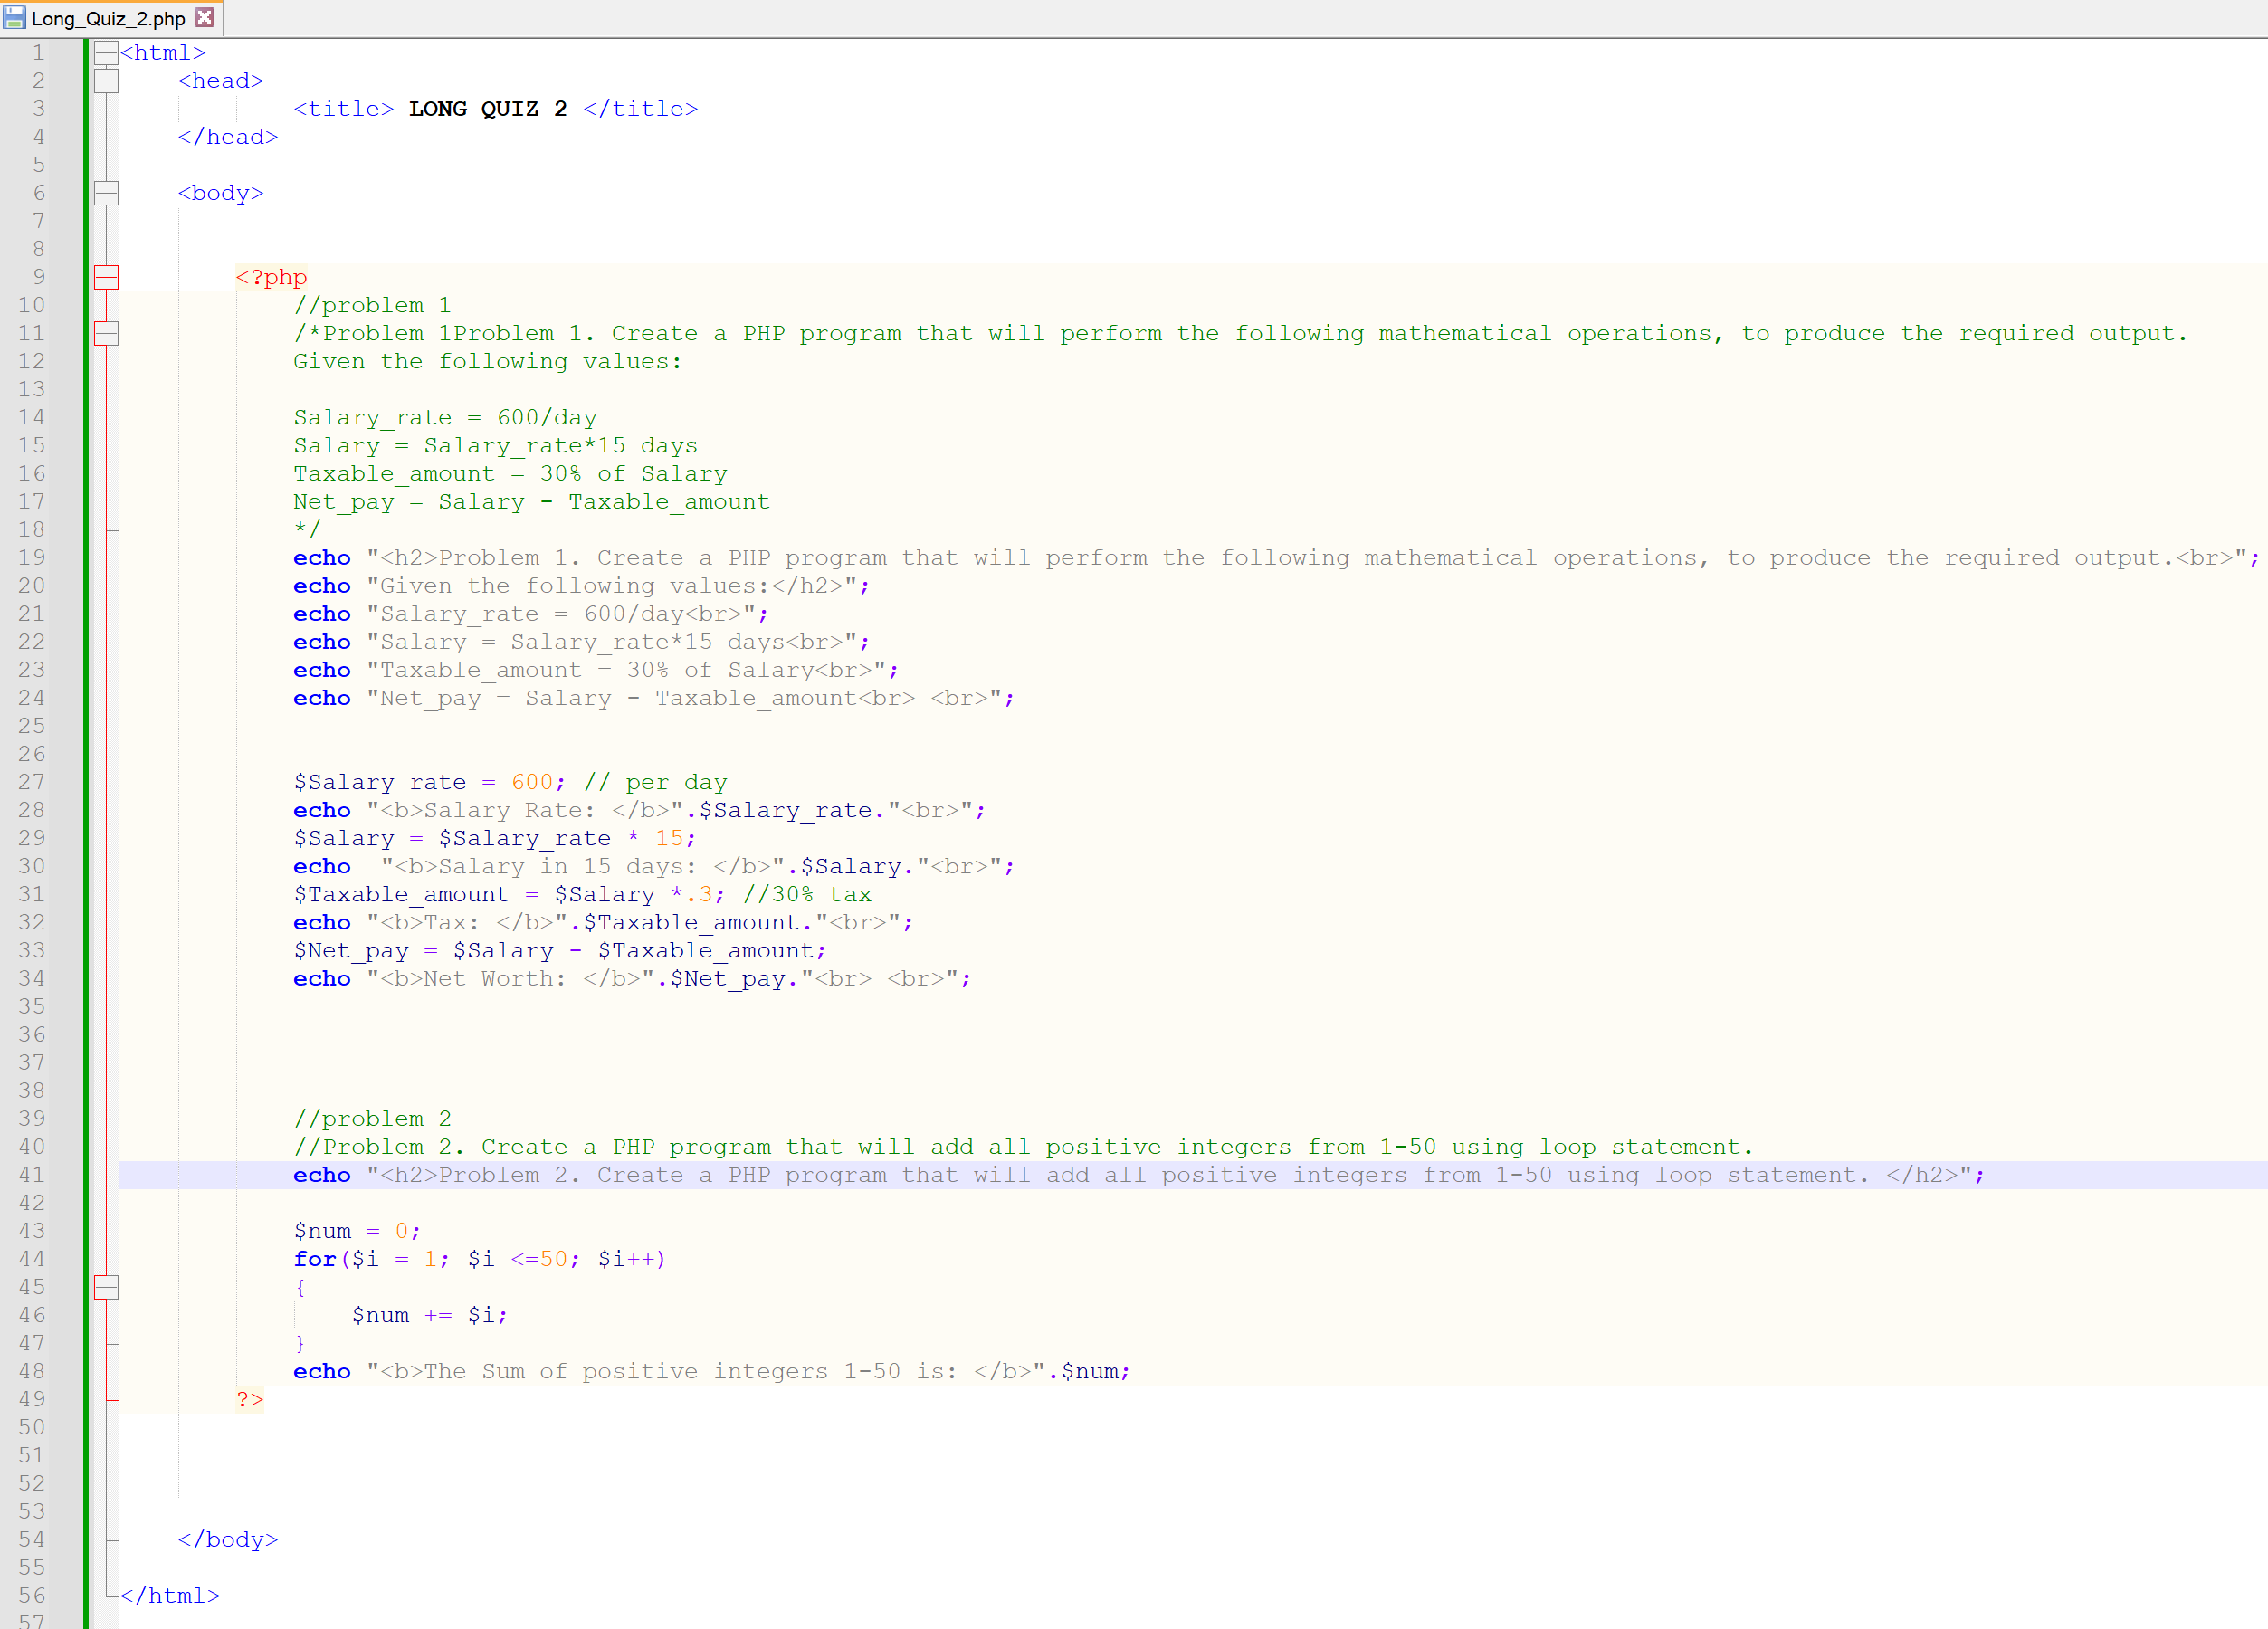 Long_Quiz_2.php
1 <html>
2 <head>
3 <title> LONG QUIZ 2 </title>
4 </head>
5
6 <body>
7
8
9 <?php
10 //problem 1
11 /*Problem 1Problem 1. Create a PHP program that will perform the following mathematical operations, to produce the required output.
12 Given the following values:
13
14 Salary_rate = 600/day
15 Salary = Salary_rate*15 days
16 Taxable_amount = 30% of Salary
17 Net_pay = Salary - Taxable_amount
18 */
19 echo "<h2>Problem 1. Create a PHP program that will perform the following mathematical operations, to produce the required output.<br>";
20 echo "Given the following values:</h2>";
21 echo "Salary_rate = 600/day<br>";
22 echo "Salary = Salary_rate*15 days<br>";
23 echo "Taxable_amount = 30% of Salary<br>";
24 echo "Net_pay = Salary - Taxable_amount<br> <br>";
25
26
27 $Salary_rate = 600; // per day
28 echo "<b>Salary Rate: </b>".$Salary_rate."<br>";
29 $Salary = $Salary_rate * 15;
30 echo  "<b>Salary in 15 days: </b>".$Salary."<br>";
31 $Taxable_amount = $Salary *.3; //30% tax
32 echo "<b>Tax: </b>".$Taxable_amount."<br>";
33 $Net_pay = $Salary - $Taxable_amount;
34 echo "<b>Net Worth: </b>".$Net_pay."<br> <br>";
35
36
37
38
39 //problem 2
40 //Problem 2. Create a PHP program that will add all positive integers from 1-50 using loop statement.
41 echo "<h2>Problem 2. Create a PHP program that will add all positive integers from 1-50 using loop statement. </h2>";
42
43 $num = 0;
44 for($i = 1; $i <=50; $i++)
45 {
46 $num += $i;
47 }
48 echo "<b>The Sum of positive integers 1-50 is: </b>".$num;
49 ?>
50
51
52
53
54 </body>
55
56 </html>
57